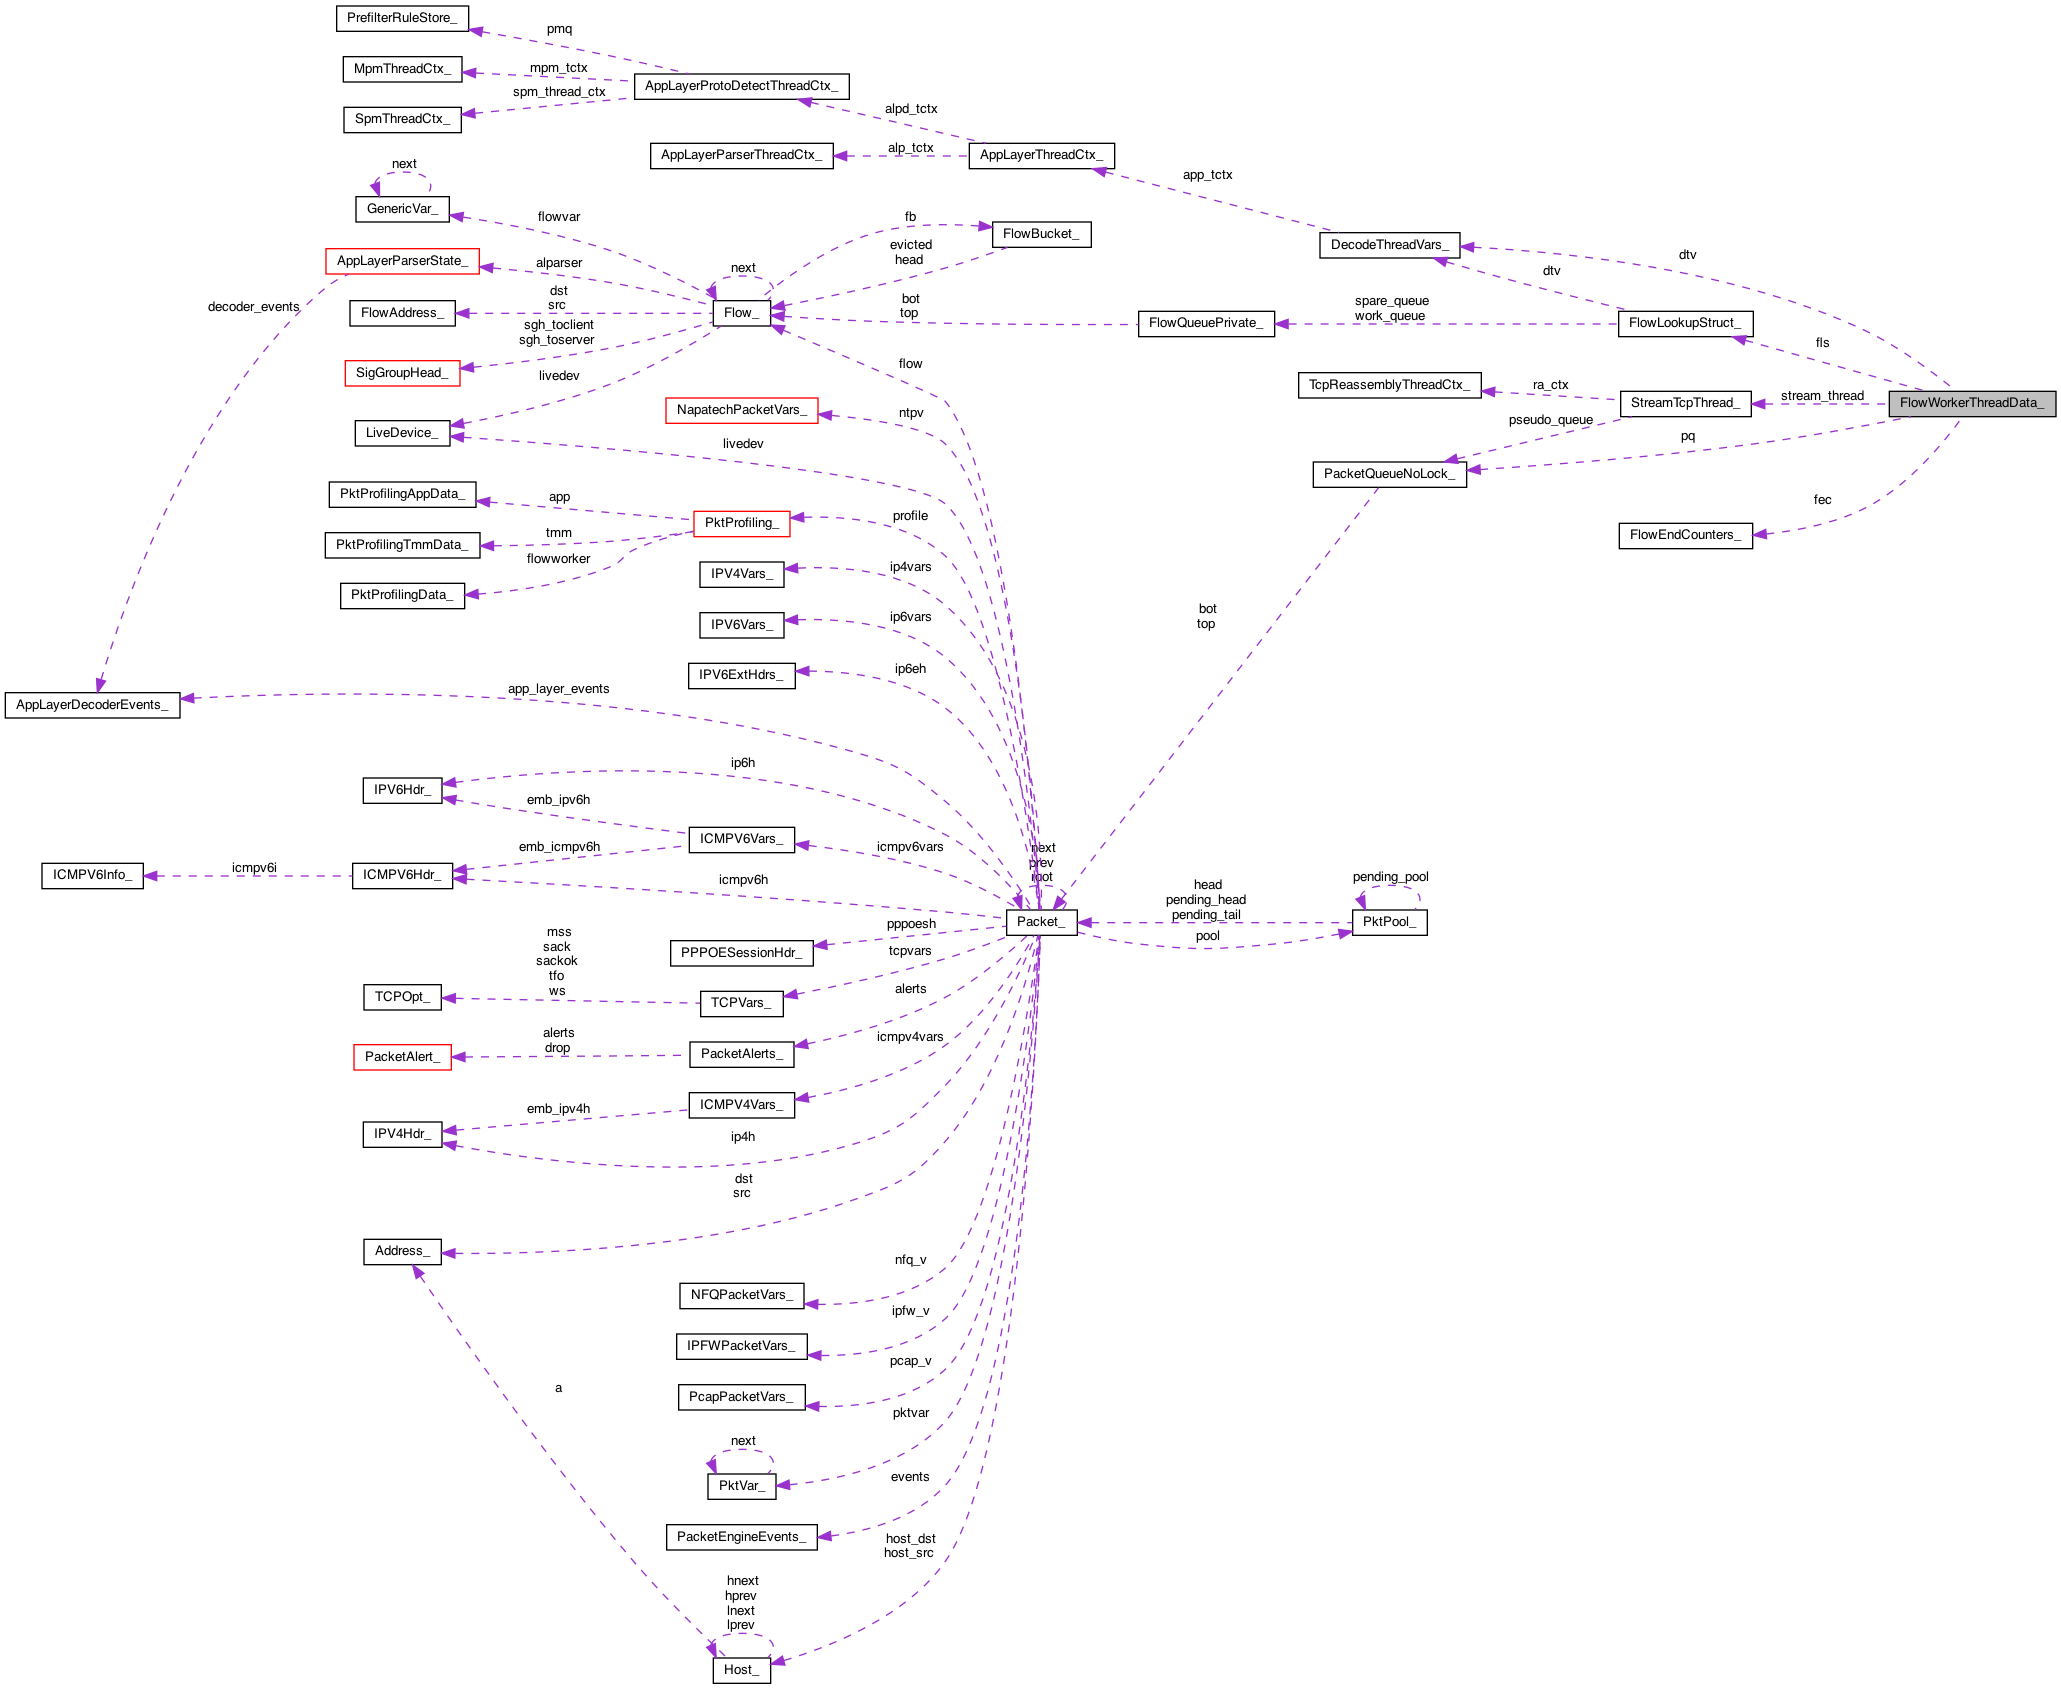 PrefilterRuleStore_
pmq
MpmThreadCtx_
mpm_tctx
AppLayerProtoDetectThreadCtx_
spm_thread_ctx
SpmThreadCtx_
alpd_tctx
AppLayerParserThreadCtx_
alp_tctx
AppLayerThreadCtx_
next
app_tctx
GenericVar_
flowvar
fb
FlowBucket_
DecodeThreadVars_
evicted
head
dtv
AppLayerParserState_
alparser
next
dtv
decoder_events
FlowAddress_
dst
src
Flow_
bot
top
FlowQueuePrivate_
spare_queue
work_queue
FlowLookupStruct_
sgh_toclient
sgh_toserver
fls
SigGroupHead_
livedev
flow
TcpReassemblyThreadCtx_
ra_ctx
StreamTcpThread_
stream_thread
FlowWorkerThreadData_
NapatechPacketVars_
ntpv
pseudo_queue
LiveDevice_
livedev
pq
PacketQueueNoLock_
PktProfilingAppData_
app
fec
PktProfiling_
profile
PktProfilingTmmData_
tmm
FlowEndCounters_
flowworker
IPV4Vars_
ip4vars
PktProfilingData_
bot
top
IPV6Vars_
ip6vars
IPV6ExtHdrs_
ip6eh
AppLayerDecoderEvents_
app_layer_events
ip6h
IPV6Hdr_
emb_ipv6h
ICMPV6Vars_
emb_icmpv6h
icmpv6vars
next
prev
root
ICMPV6Info_
icmpv6i
ICMPV6Hdr_
icmpv6h
head
pending_head
pending_tail
pending_pool
Packet_
PktPool_
pool
pppoesh
PPPOESessionHdr_
tcpvars
mss
sack
sackok
tfo
ws
TCPOpt_
TCPVars_
alerts
alerts
drop
PacketAlert_
PacketAlerts_
icmpv4vars
ICMPV4Vars_
emb_ipv4h
IPV4Hdr_
ip4h
dst
src
Address_
nfq_v
NFQPacketVars_
ipfw_v
IPFWPacketVars_
pcap_v
a
PcapPacketVars_
pktvar
next
PktVar_
events
PacketEngineEvents_
host_dst
host_src
hnext
hprev
lnext
lprev
Host_